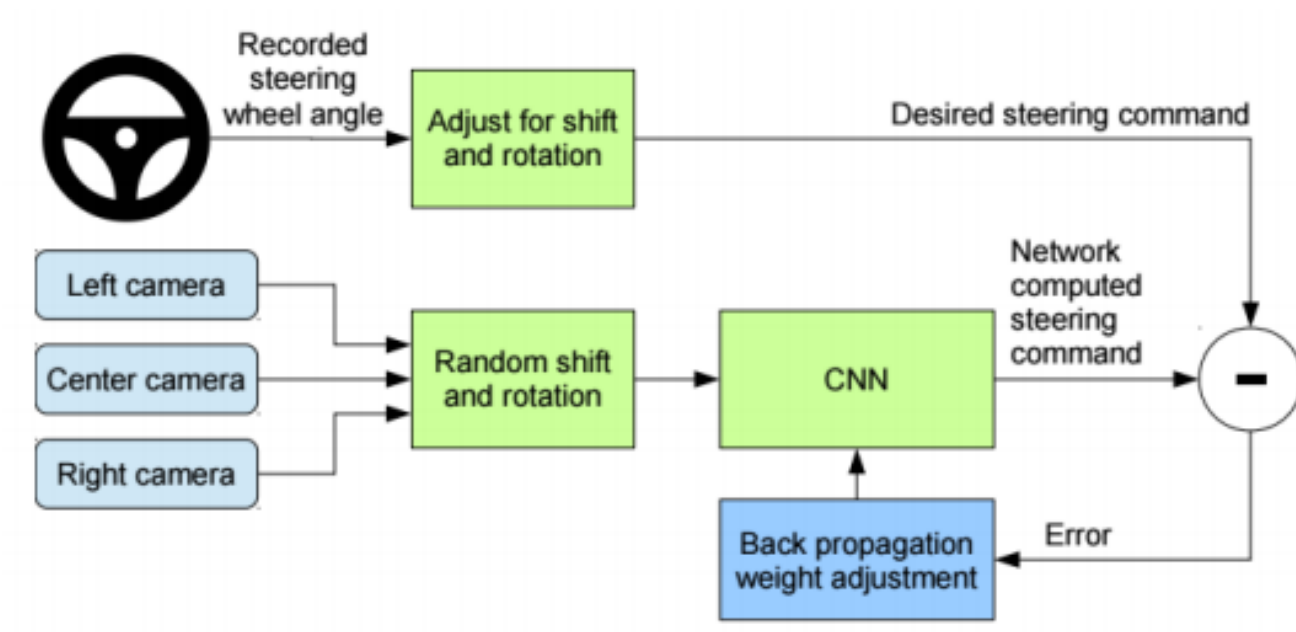 Recorded
steering
wheel angle
Adjust for shift
and rotation
Desired steering command
Left camera
Center camera
Right camera
Random shift
and rotation
CNN
Network
computed
steering
command
-
Back propagation
weight adjustment
Error